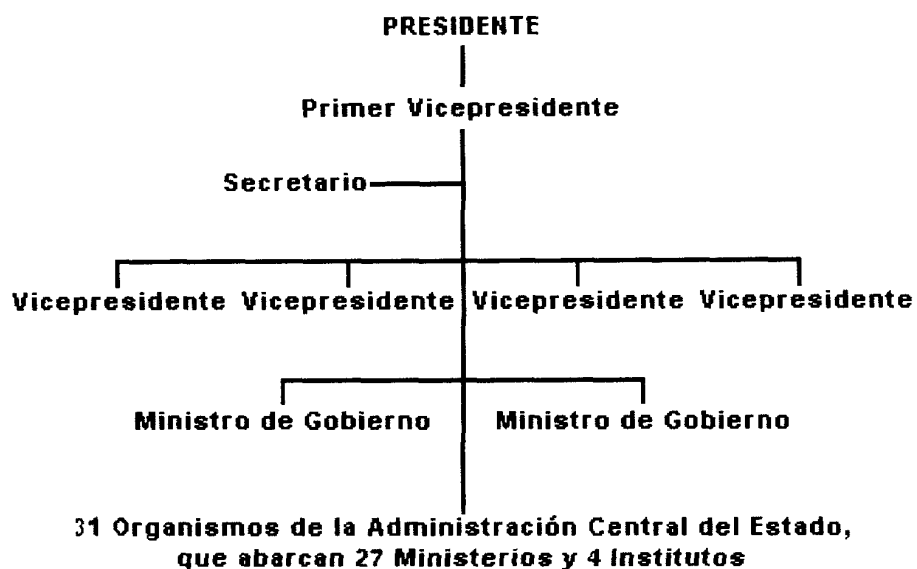 PRESIDENTE
Primer Vicepresidente
Secretario
Vicepresidente Vicepresidente Vicepresidente Vicepresidente
Ministro de Gobierno Ministro de Gobierno
31 Organismos de la Administración Central del Estado,
que abarcan 27 Ministerios y 4 Institutos